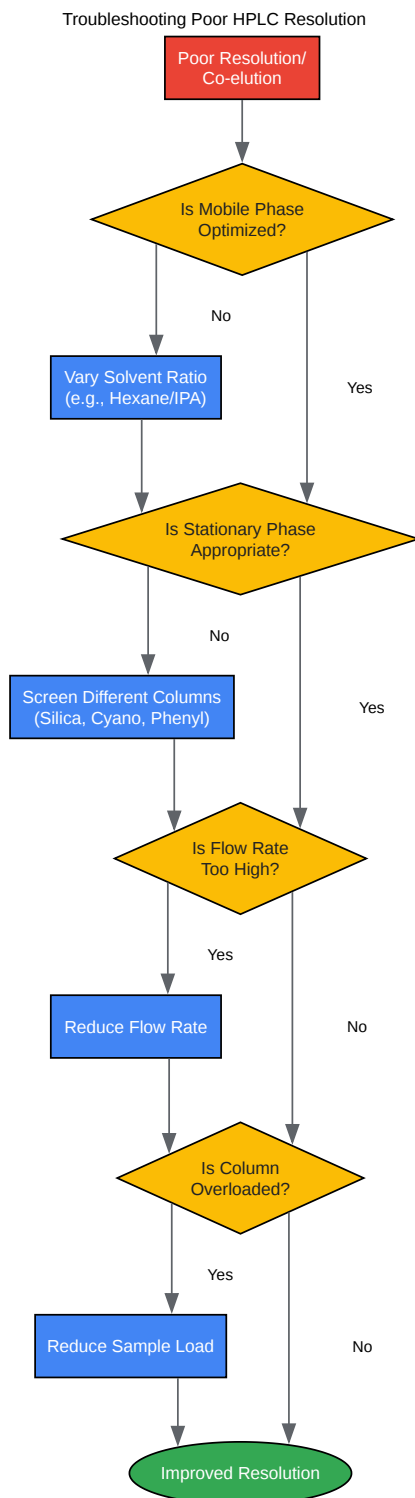 Troubleshooting Poor HPLC Resolution
Poor Resolution/
Co-elution
Is Mobile Phase
Optimized?
No
Vary Solvent Ratio
(e.g., Hexane/IPA)
Yes
Is Stationary Phase
Appropriate?
No
Screen Different Columns
(Silica, Cyano, Phenyl)
Yes
Is Flow Rate
Too High?
Yes
Reduce Flow Rate
No
Is Column
Overloaded?
Yes
Reduce Sample Load
No
Improved Resolution